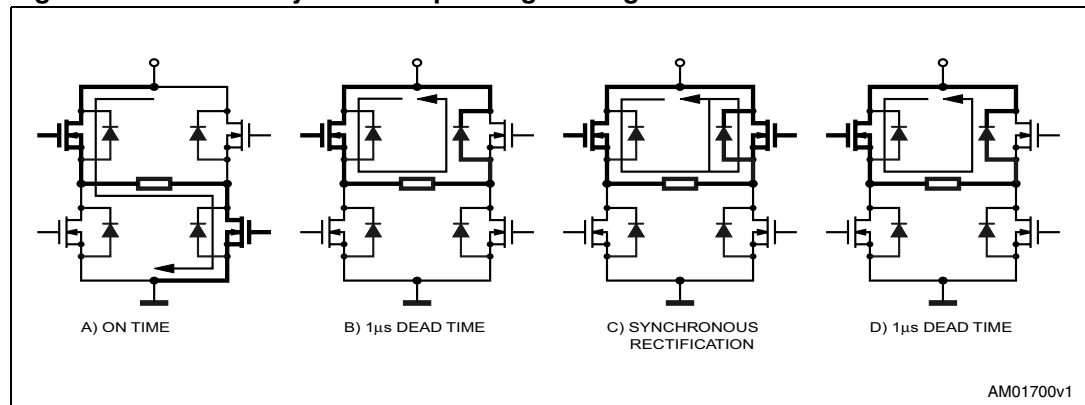 A) ON TIME
B) 1μs DEAD TIME
C) SYNCHRONOUS
RECTIFICATION
D) 1μs DEAD TIME
AM01700v1